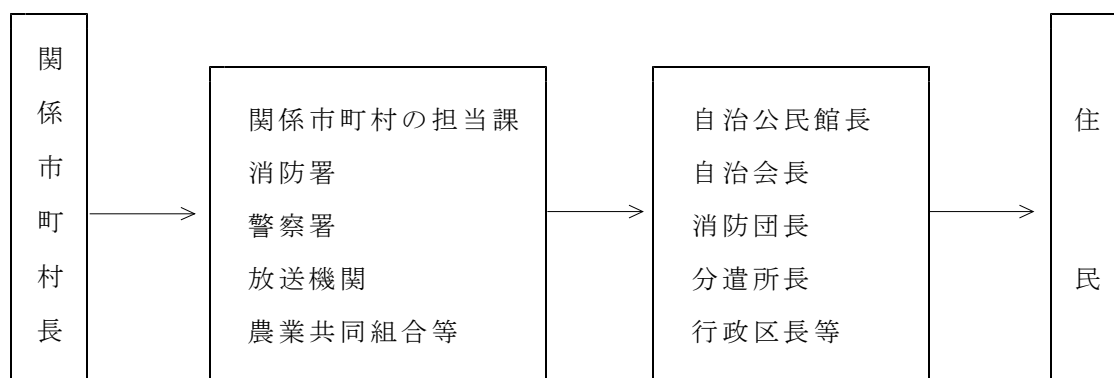 関係市町村長
関係市町村の担当課
消防署
警察署
放送機関
農業共同組合等
自治公民館長
自治会長
消防団長
分遣所長
行政区長等
住民